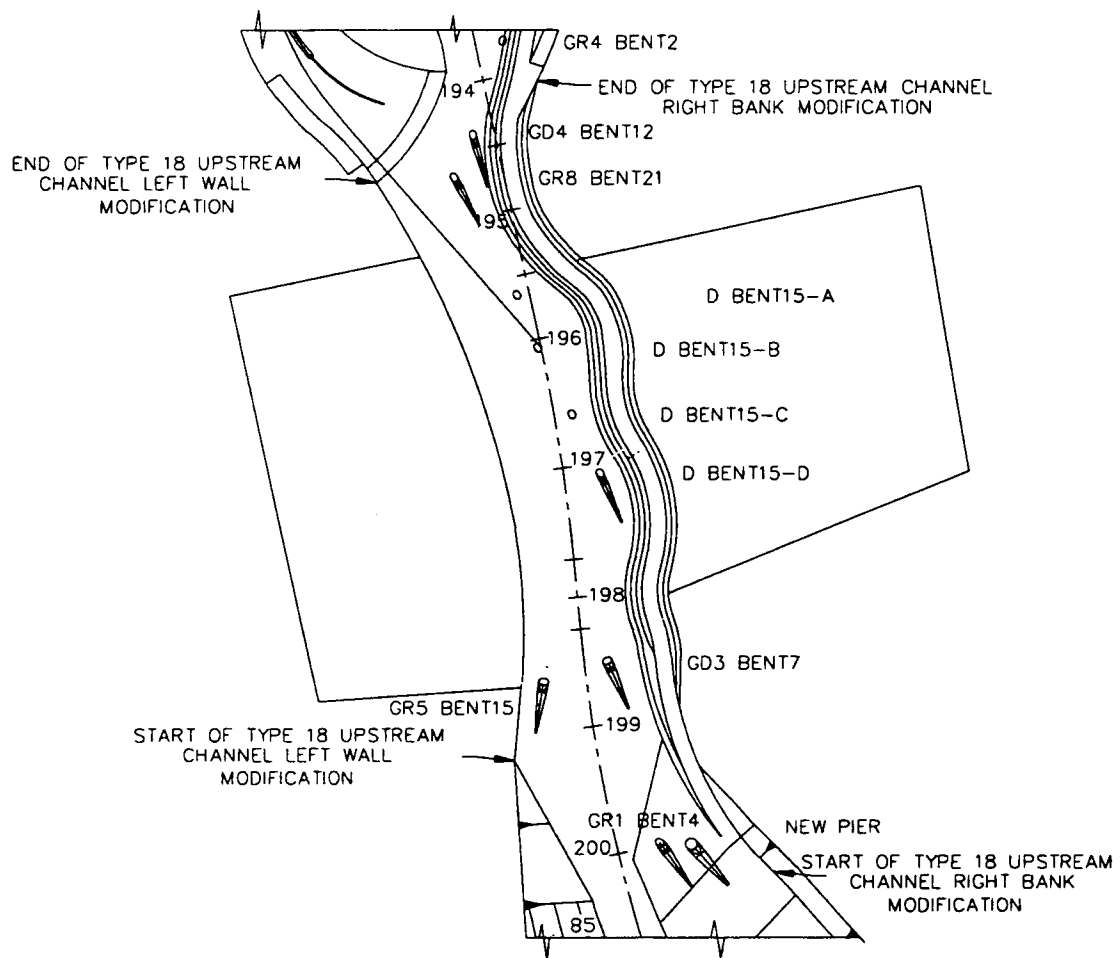 GR4 BENT2
194
END OF TYPE 18 UPSTREAM CHANNEL
RIGHT BANK MODIFICATION
GD4 BENT12
END OF TYPE 18 UPSTREAM
CHANNEL LEFT WALL
MODIFICATION
GR8 BENT21
195
D BENT15-A
196
D BENT15-B
D BENT15-C
197
D BENT15-D
198
GD3 BENT7
GR5 BENT15
199
START OF TYPE 18 UPSTREAM
CHANNEL LEFT WALL
MODIFICATION
GR1 BENT4
NEW PIER
200
START OF TYPE 18 UPSTREAM
CHANNEL RIGHT BANK
MODIFICATION
85